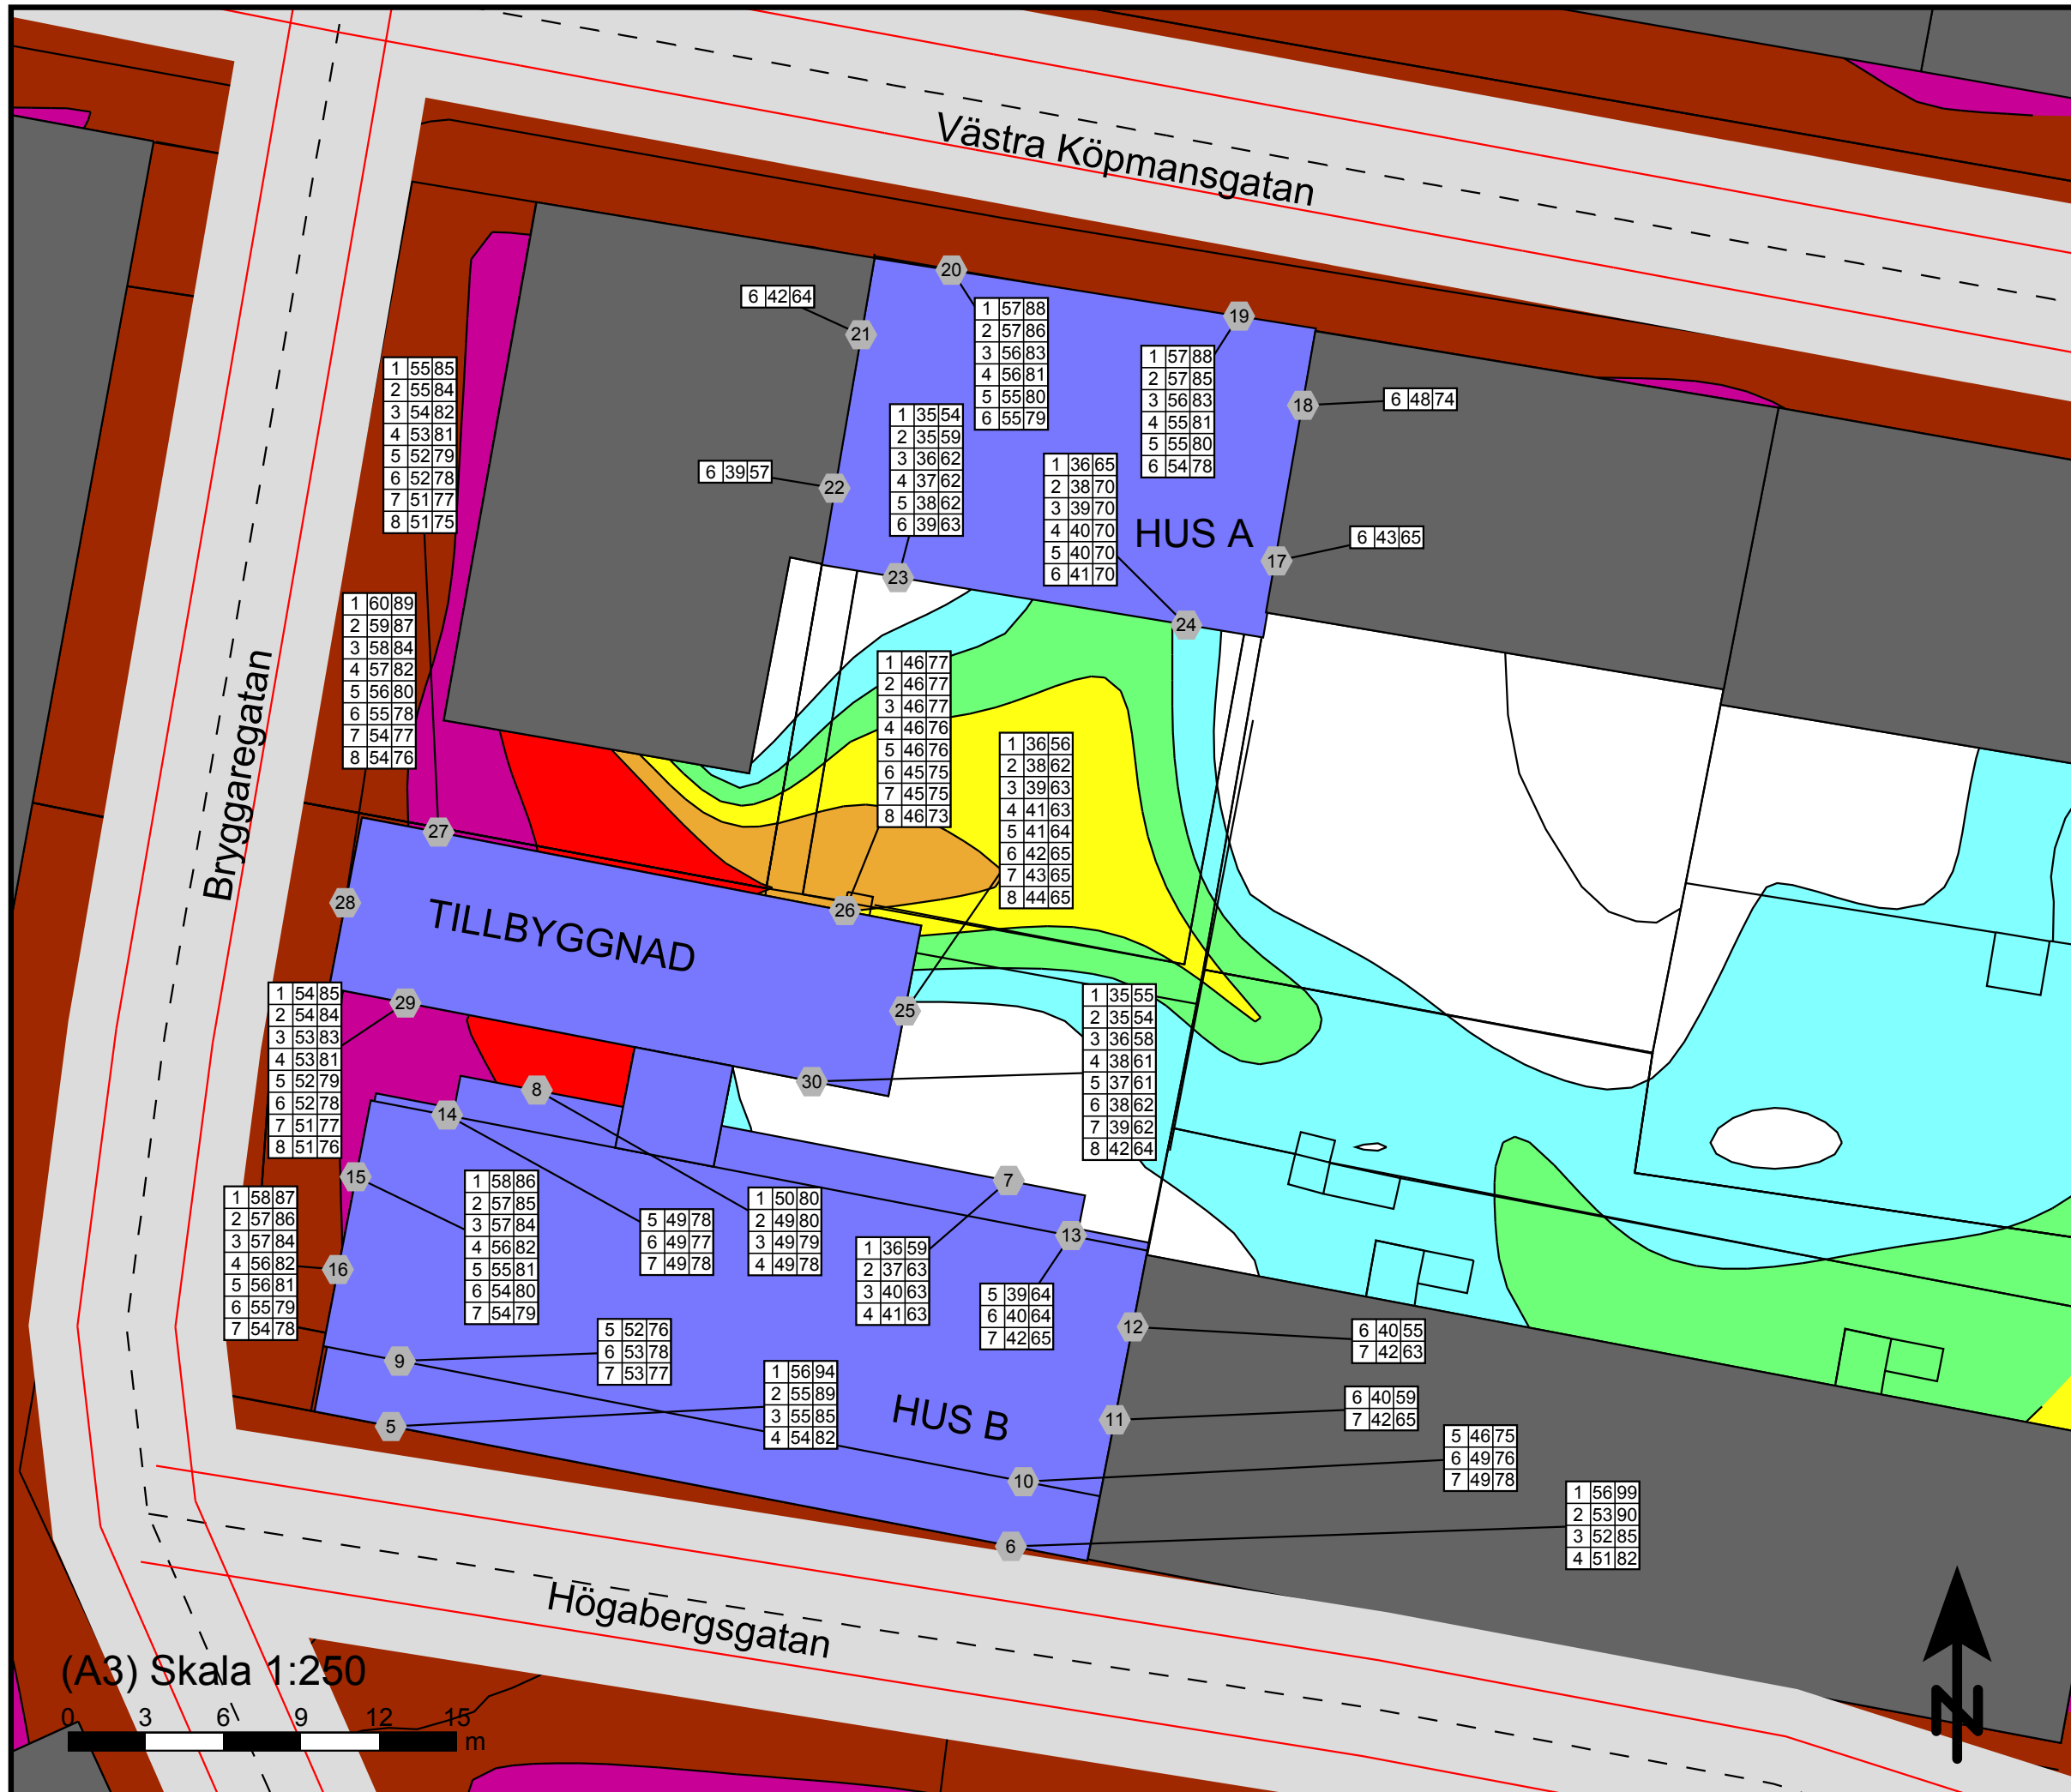 Västra Köpmansgatan
20
19
21
18
22
17
23
24
6 42 64
1 57 88
2 57 86
3 56 83
4 56 81
5 55 80
6 55 79
1 57 88
2 57 85
3 56 83
4 55 81
5 55 80
6 54 78
6 48 74
1 55 85
2 55 84
3 54 82
4 53 81
5 52 79
6 52 78
7 51 77
8 51 75
6 39 57
1 35 54
2 35 59
3 36 62
4 37 62
5 38 62
6 39 63
1 36 65
2 38 70
3 39 70
4 40 70
5 40 70
6 41 70
HUS A
6 43 65
1 60 89
2 59 87
3 58 84
4 57 82
5 56 80
6 55 78
7 54 77
8 54 76
Bryggaregatan
1 46 77
2 46 77
3 46 77
4 46 76
5 46 76
6 45 75
7 45 75
8 46 73
1 36 56
2 38 62
3 39 63
4 41 63
5 41 64
6 42 65
7 43 65
8 44 65
27
28
26
TILLBYGGNAD
29
25
30
1 54 85
2 54 84
3 53 83
4 53 81
5 52 79
6 52 78
7 51 77
8 51 76
1 35 55
2 35 54
3 36 58
4 38 61
5 37 61
6 38 62
7 39 62
8 42 64
8
14
15
7
13
16
12
1 58 87
2 57 86
3 57 84
4 56 82
5 56 81
6 55 79
7 54 78
1 58 86
2 57 85
3 57 84
4 56 82
5 55 81
6 54 80
7 54 79
5 49 78
6 49 77
7 49 78
1 50 80
2 49 80
3 49 79
4 49 78
1 36 59
2 37 63
3 40 63
4 41 63
5 39 64
6 40 64
7 42 65
6 40 55
7 42 63
9
5 52 76
6 53 78
7 53 77
1 56 94
2 55 89
3 55 85
4 54 82
HUS B
11
6 40 59
7 42 65
5
10
5 46 75
6 49 76
7 49 78
6
1 56 99
2 53 90
3 52 85
4 51 82
Högabergsgatan
(A3) Skala 1:250
0 3 6 9 12 15
m
N